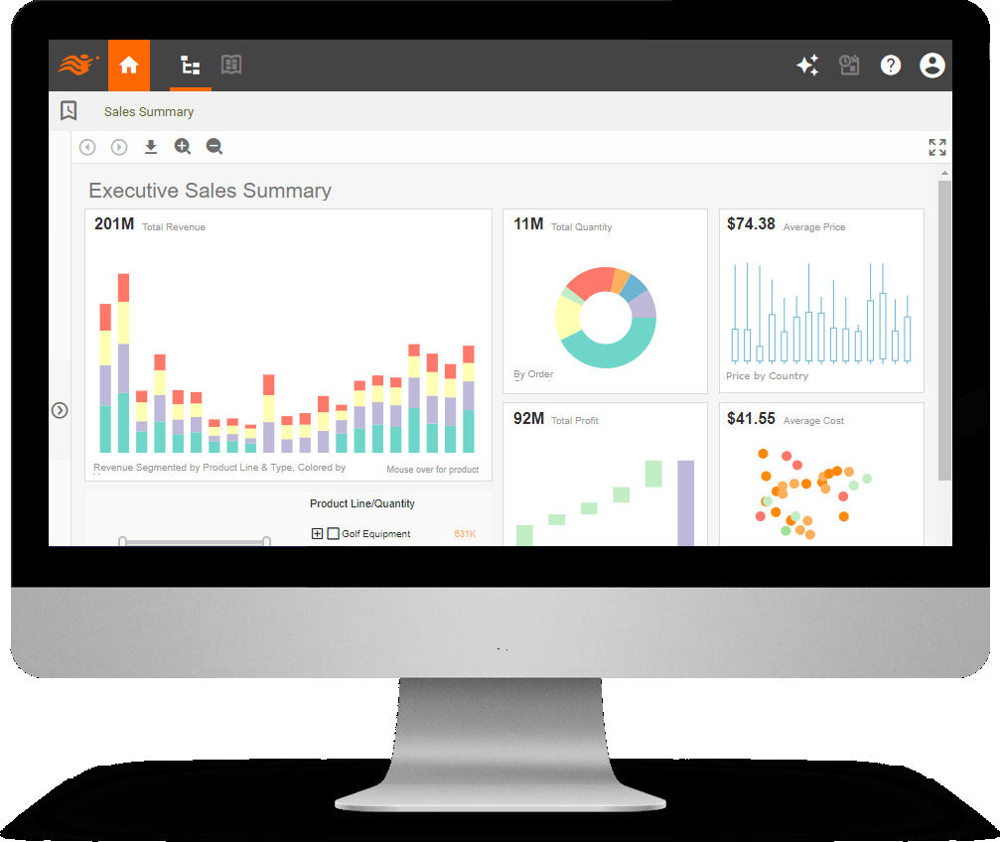 Sales Summary
Executive Sales Summary
201M Total Revenue
Revenue Segmented by Product Line & Type, Colored by
Mouse over for product
11M Total Quantity
By Order
$74.38 Average Price
Price by Country
Product Line/Quantity
Golf Equipment 631K
92M Total Profit
$41.55 Average Cost